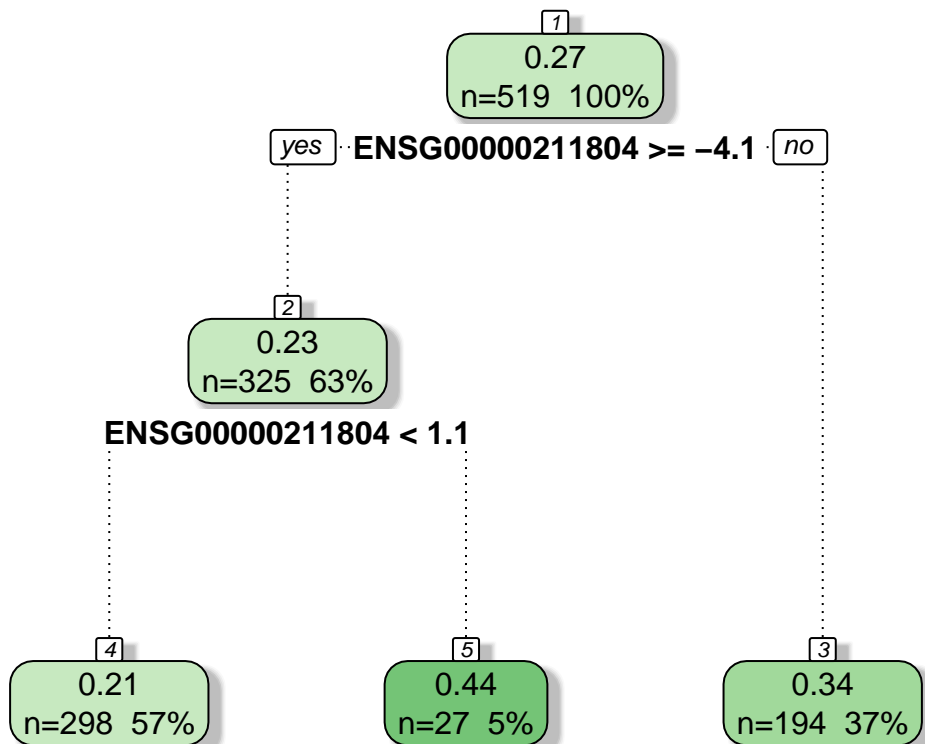 1
0.27
n=519 100%
yes ENSG00000211804 >= −4.1 no
2
0.23
n=325 63%
ENSG00000211804 < 1.1
4
0.21
n=298 57%
5
0.44
n=27 5%
3
0.34
n=194 37%